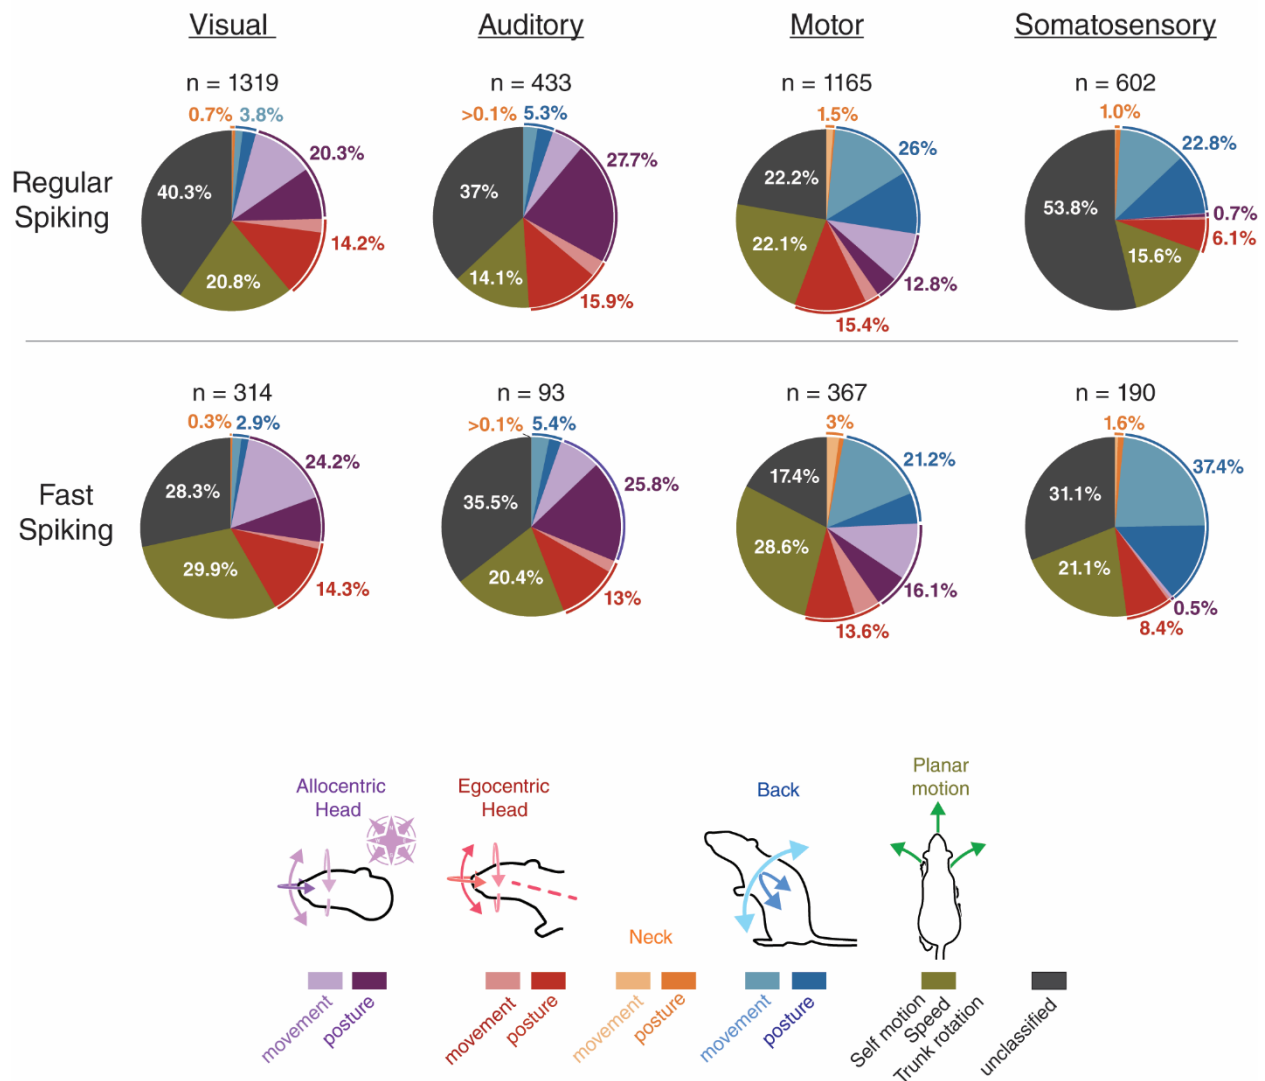 Visual
Auditory
Motor
Somatosensory
n = 1319
n = 433
n = 1165
n = 602
Regular
Spiking
0.7%
3.8%
20.3%
40.3%
14.2%
20.8%
>0.1%
5.3%
27.7%
37%
14.1%
15.9%
1.5%
26%
22.2%
22.1%
12.8%
15.4%
1.0%
22.8%
53.8%
0.7%
6.1%
15.6%
n = 314
n = 93
n = 367
n = 190
Fast
Spiking
0.3%
2.9%
24.2%
28.3%
29.9%
14.3%
>0.1%
5.4%
25.8%
35.5%
20.4%
13%
3%
21.2%
17.4%
28.6%
16.1%
13.6%
1.6%
37.4%
31.1%
21.1%
0.5%
8.4%
Allocentric
Head
Egocentric
Head
Neck
Back
Planar
motion
movement
posture
movement
posture
movement
posture
movement
posture
Self motion
Speed
Trunk rotation
unclassified